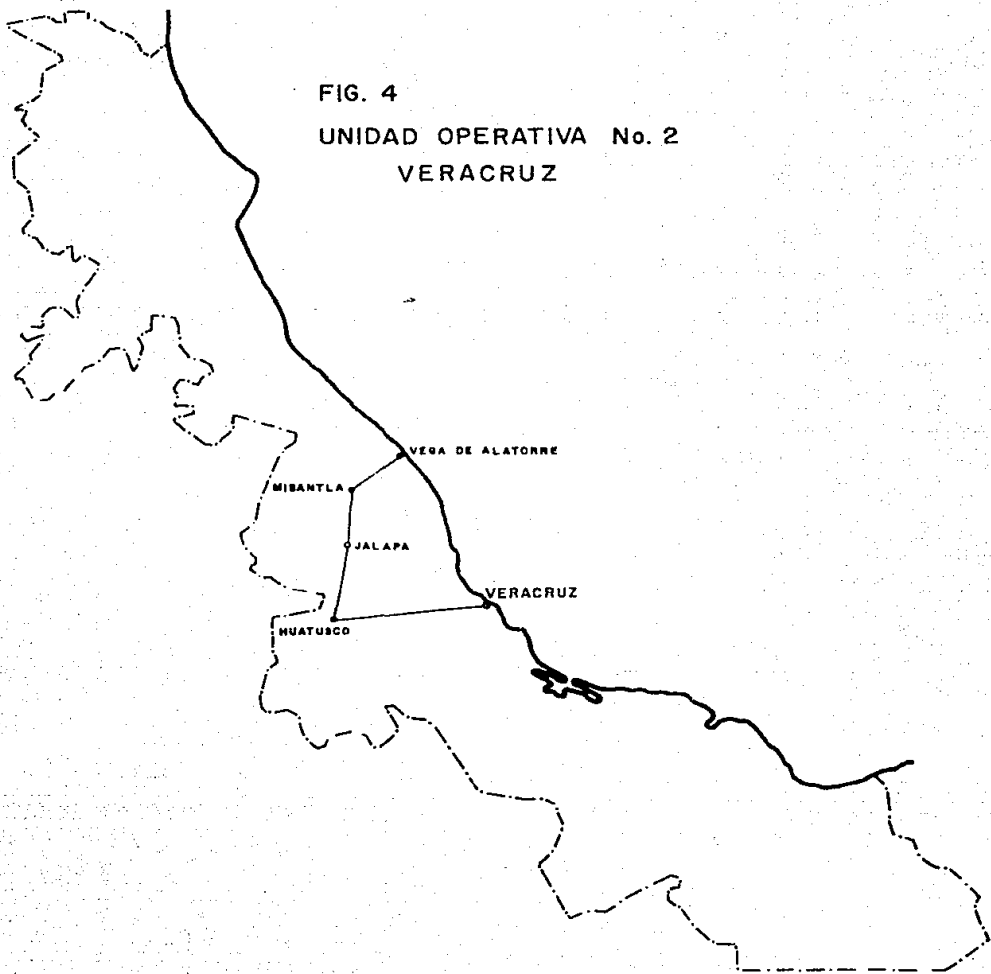 FIG. 4
UNIDAD OPERATIVA No. 2
VERACRUZ
VEGA DE ALATORRE
MISANTLA
JALAPA
VERACRUZ
HUATUSCO